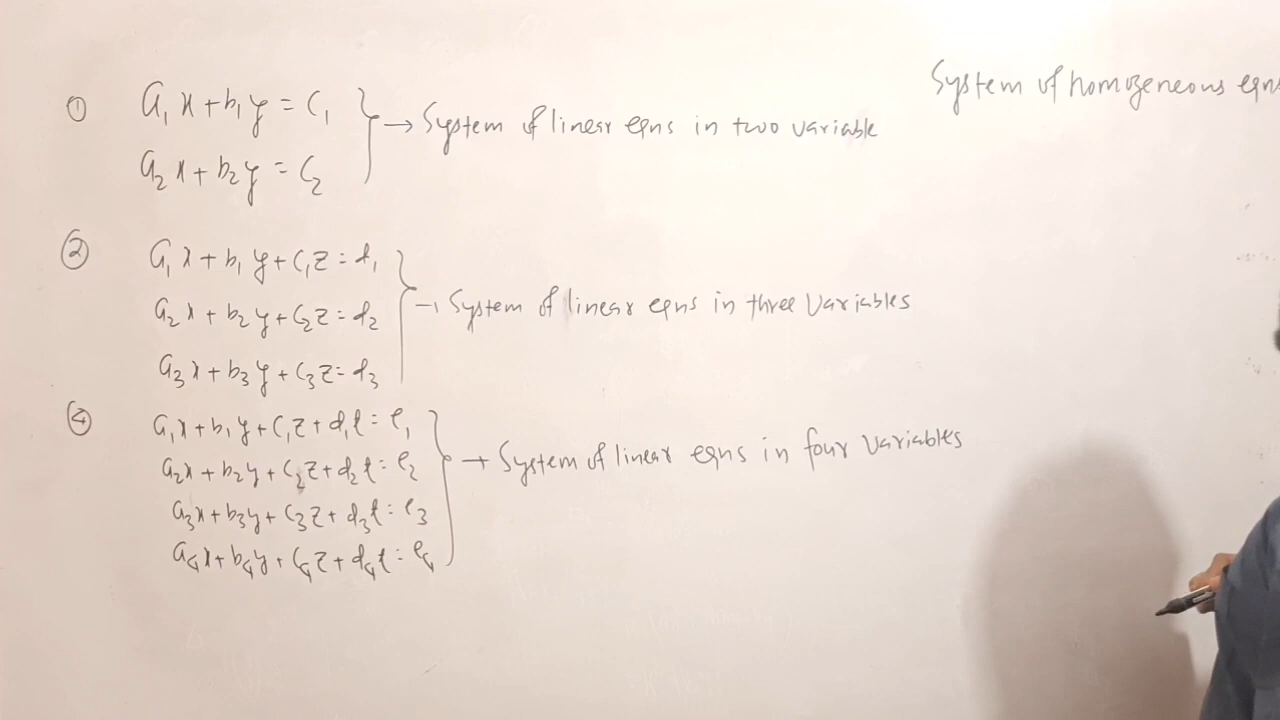 System of homogeneous eqns
① a₁x+b₁y = c₁
→ System of linear eqns in two variable
a₂x+b₂y = c₂
② a₁x+b₁y+c₁z=d₁
a₂x+b₂y+c₂z=d₂
→ System of linear eqns in three variables
a₃x+b₃y+c₃z=d₃
④ a₁x+b₁y+c₁z+d₁t=e₁
a₂x+b₂y+c₂z+d₂t=e₂
→ System of linear eqns in four variables
a₃x+b₃y+c₃z+d₃t=e₃
a₄x+b₄y+c₄z+d₄t=e₄